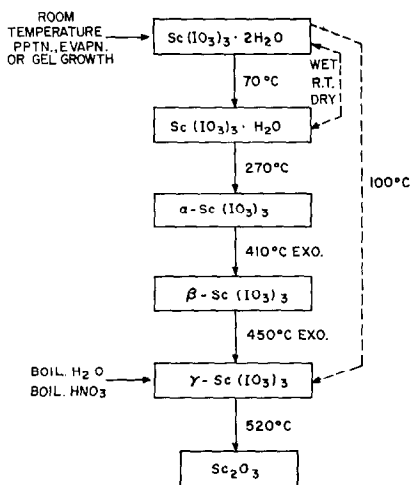 ROOM
TEMPERATURE
PPTN., EVAPN.
OR GEL GROWTH
Sc(IO3)3 · 2H2O
70°C
WET
R.T.
DRY
Sc(IO3)3 · H2O
270°C
100°C
α-Sc(IO3)3
410°C EXO.
β-Sc(IO3)3
450°C EXO.
BOIL. H2O
BOIL. HNO3
γ-Sc(IO3)3
520°C
Sc2O3